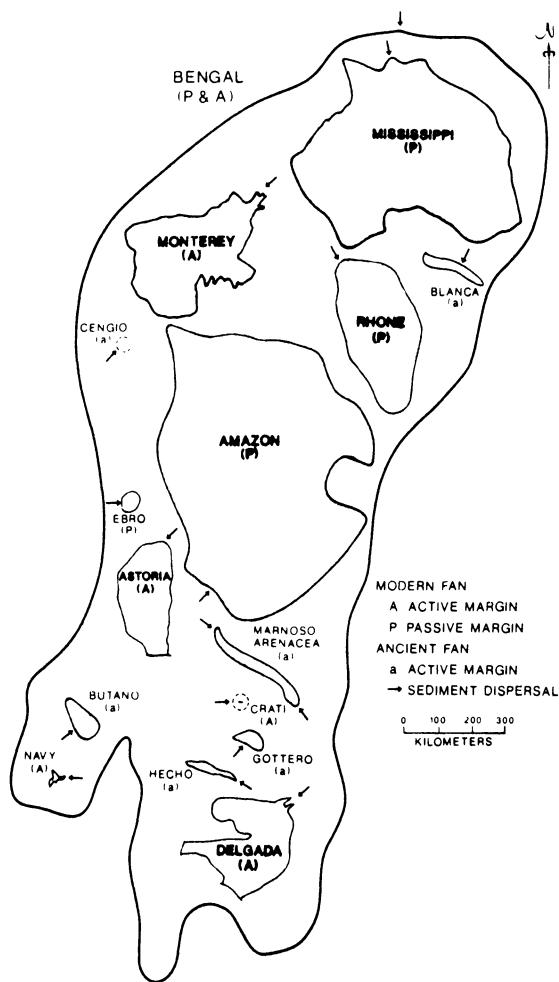 N
BENGAL
(P & A)
MISSISSIPPI
(P)
MONTEREY
(A)
BLANCA
(a)
RHONE
(P)
CENGIO
(a)
AMAZON
(P)
EBRO
(P)
ASTORIA
(A)
MODERN FAN
A ACTIVE MARGIN
P PASSIVE MARGIN
ANCIENT FAN
a ACTIVE MARGIN
→ SEDIMENT DISPERSAL
0 100 200 300
KILOMETERS
MARNOSO
ARENACEA
(a)
BUTANO
(a)
CRATI
(A)
GOTTERO
(a)
NAVY
(A)
HECHO
(a)
DELGADA
(A)